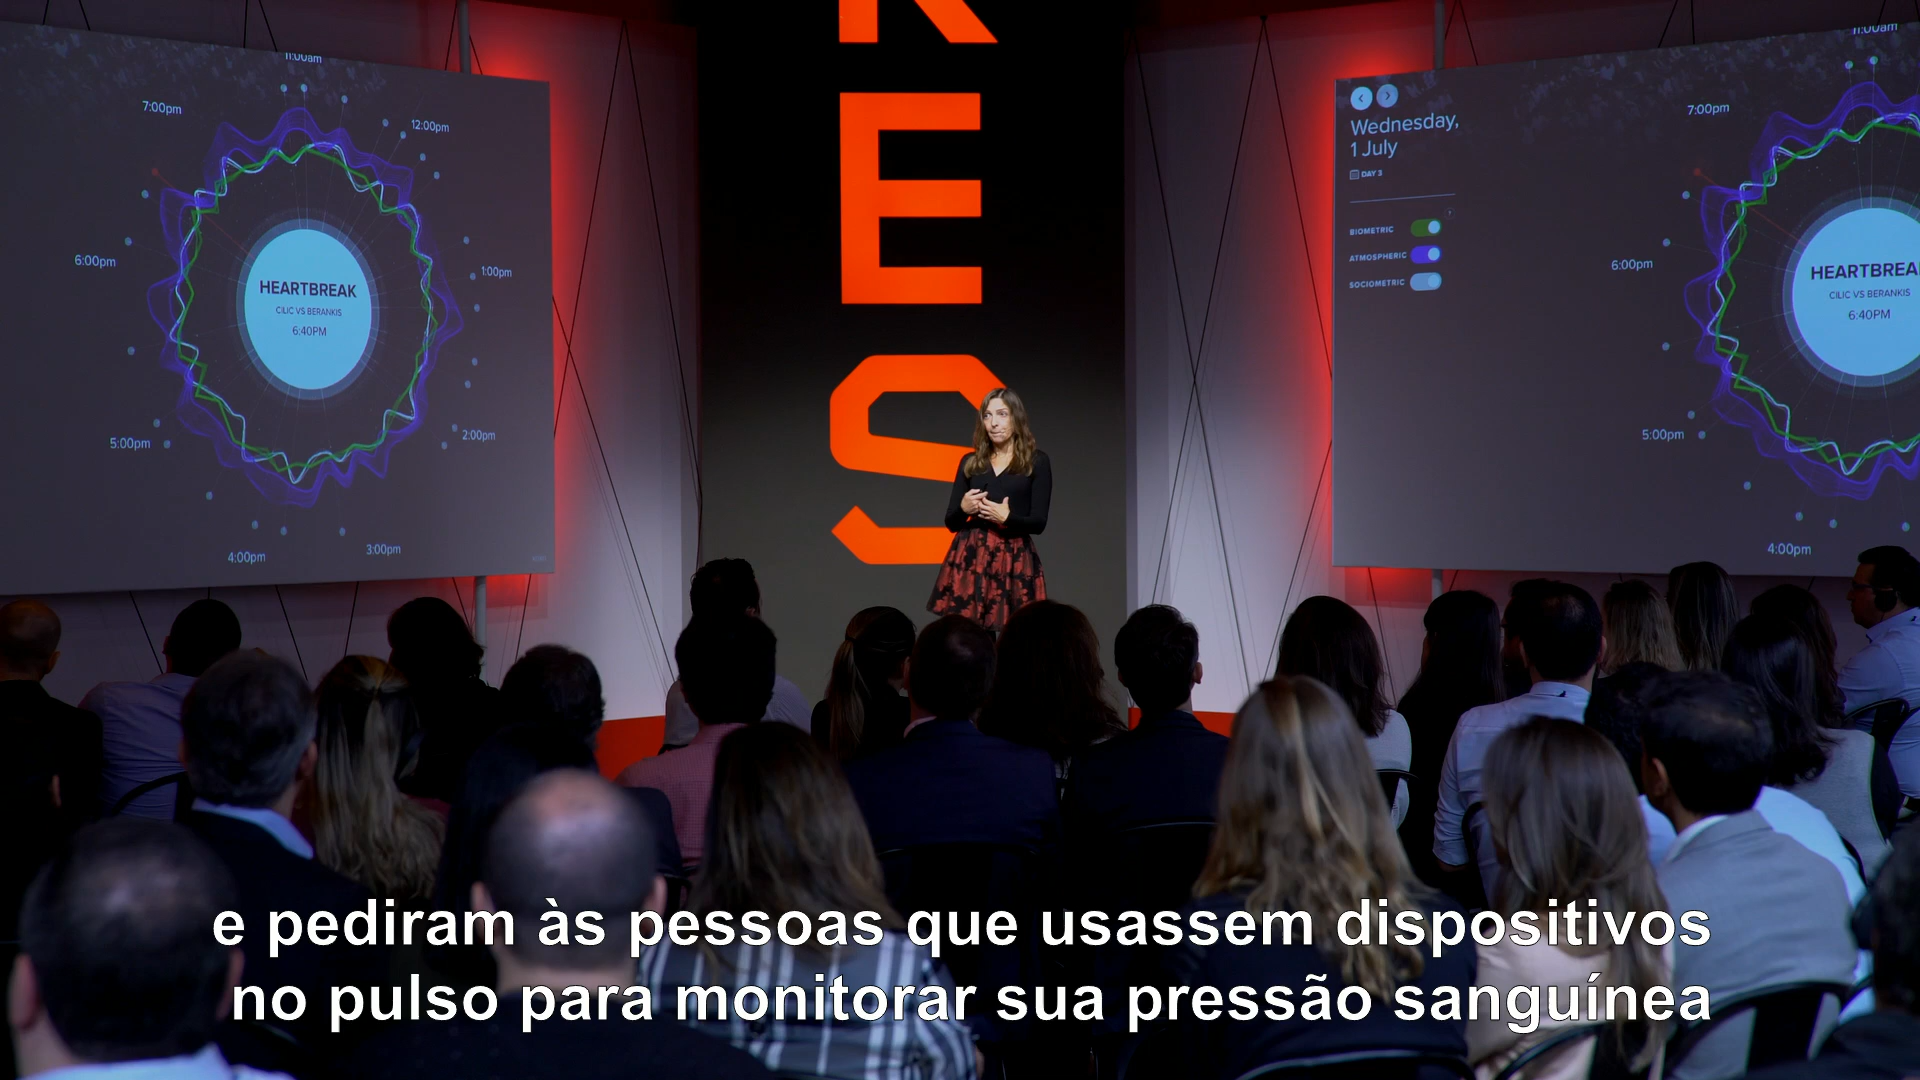 K
E
S
11:00am
7:00pm
12:00pm
6:00pm
1:00pm
HEARTBREAK
CILIC VS BERANKIS
6:40PM
5:00pm
2:00pm
4:00pm
3:00pm
11:00am
Wednesday,
1 July
DAY 3
7:00pm
BIOMETRIC
ATMOSPHERIC
SOCIOMETRIC
6:00pm
HEARTBREA
CILIC VS BERANKIS
6:40PM
5:00pm
4:00pm
e pediram às pessoas que usassem dispositivos
no pulso para monitorar sua pressão sanguínea